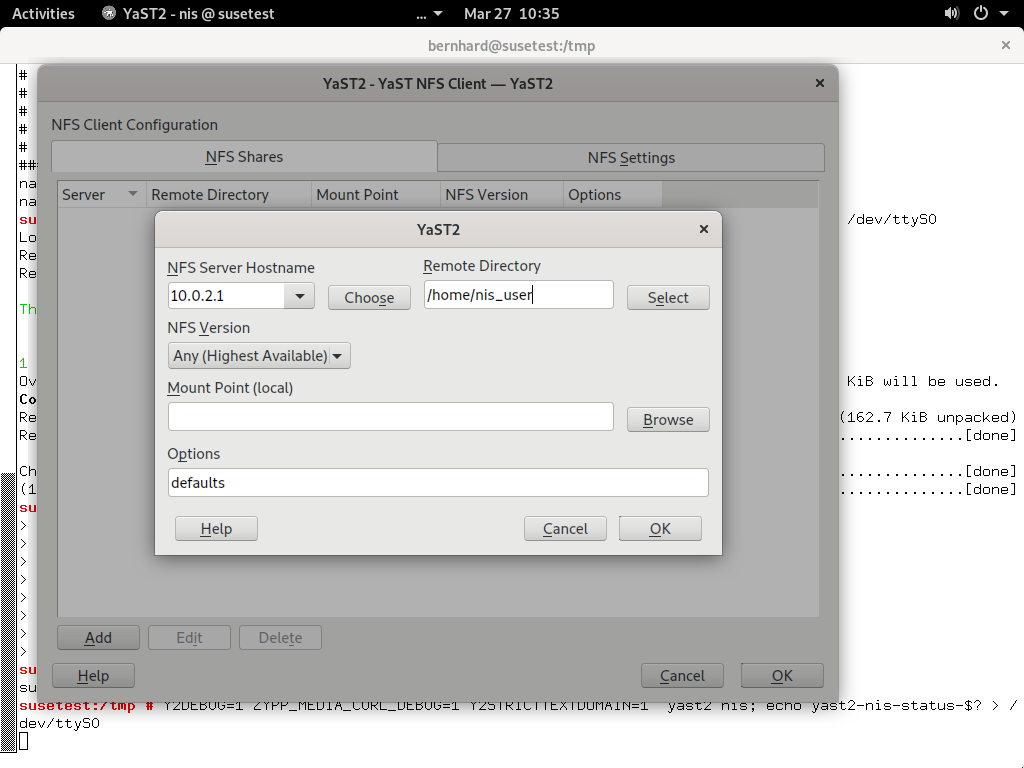 Activities YaST2 - nis @ susetest ... Mar 27 10:35
bernhard@susetest:/tmp ×
#
YaST2 - YaST NFS Client — YaST2 ×
#
#
#
NFS Client Configuration
#
NFS Shares NFS Settings
###
na
Server Remote Directory Mount Point NFS Version Options
na
su /dev/ttyS0
YaST2 ×
Lo
Re
NFS Server Hostname Remote Directory
Re
10.0.2.1 Choose /home/nis_user Select
Th
NFS Version
Any (Highest Available)
1
Ov KiB will be used.
Mount Point (local)
Co
Re (162.7 KiB unpacked)
Browse
Re ..............[done]
Options
Ch ..............[done]
defaults
(1 ..............[done]
su
>
Help Cancel OK
>
>
>
>
>
>
Add Edit Delete
>
su
Help Cancel OK
su
susetest:/tmp # Y2DEBUG=1 ZYPP_MEDIA_CURL_DEBUG=1 Y2STRICTTEXTDOMAIN=1 yast2 nis; echo yast2-nis-status-$? > /
dev/ttyS0